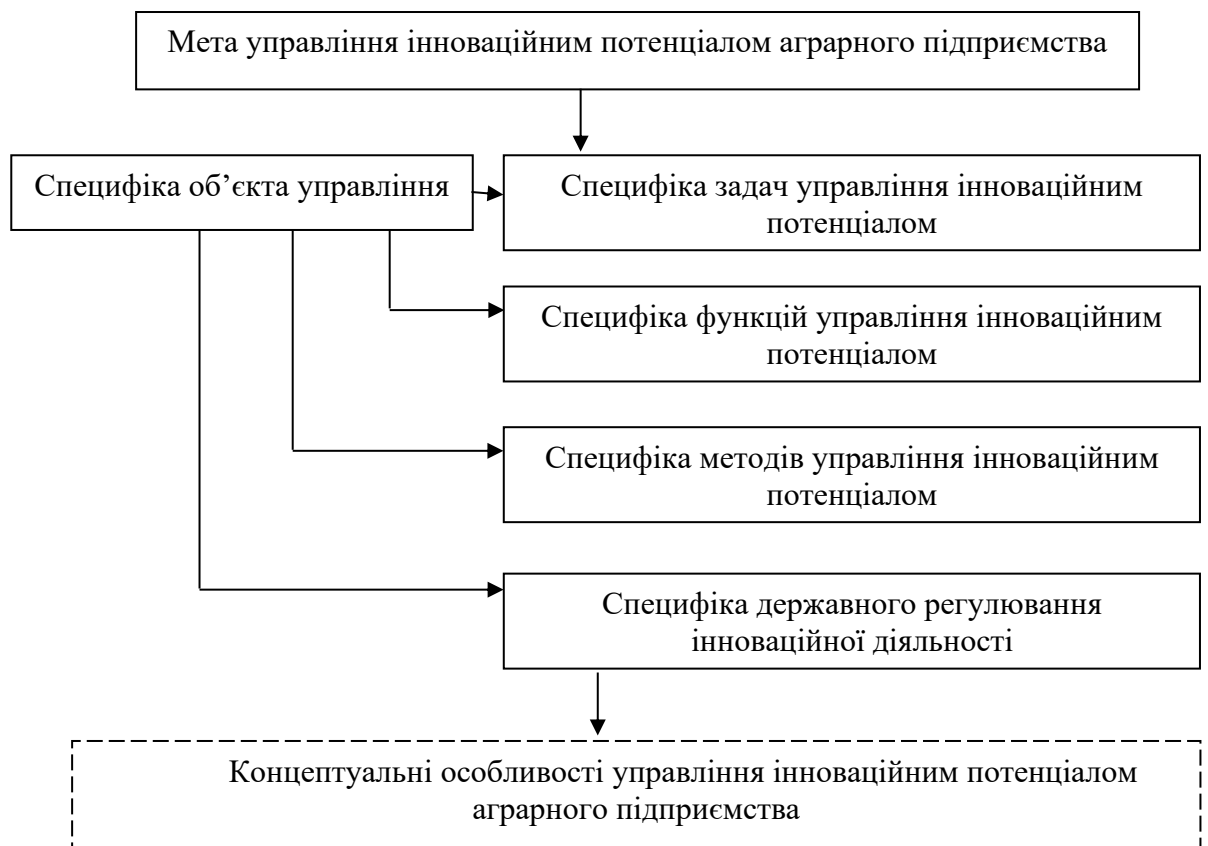 Мета управління інноваційним потенціалом аграрного підприємства
Специфіка об’єкта управління
Специфіка задач управління інноваційним
потенціалом
Специфіка функцій управління інноваційним
потенціалом
Специфіка методів управління інноваційним
потенціалом
Специфіка державного регулювання
інноваційної діяльності
Концептуальні особливості управління інноваційним потенціалом
аграрного підприємства